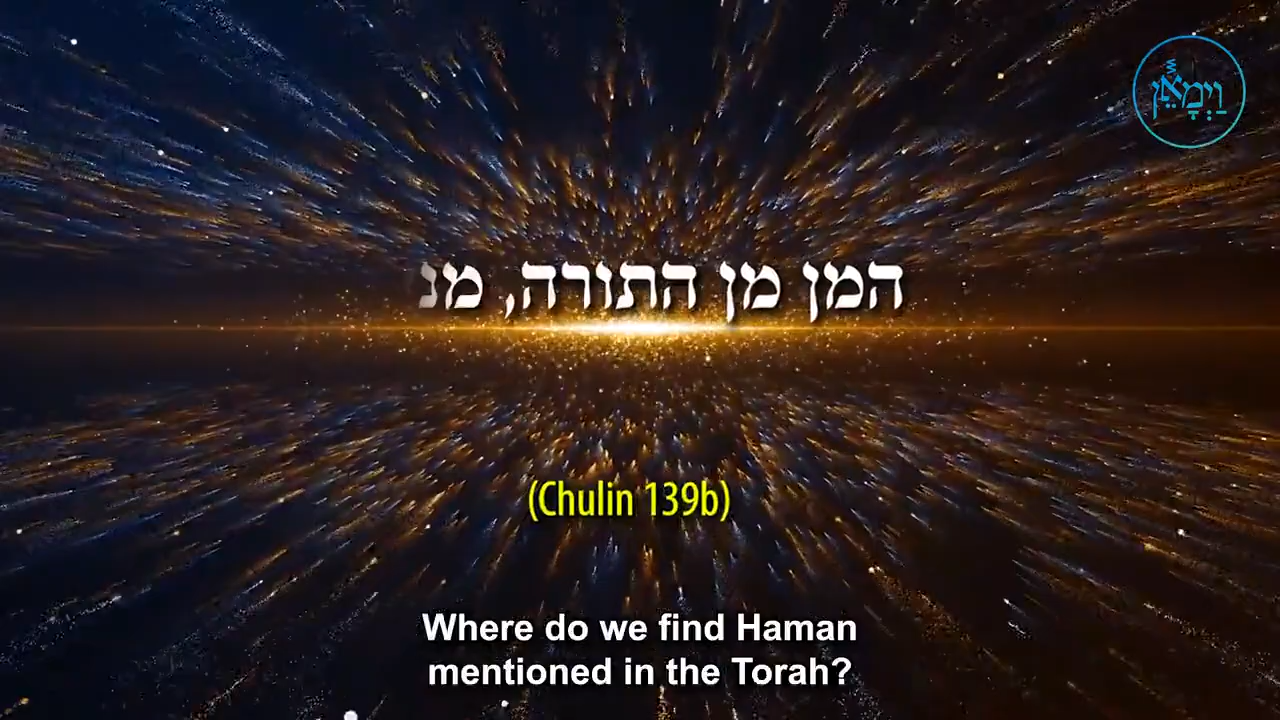 וַיְמָאֵ֓ן
המן מן התורה, מנ
(Chulin 139b)
Where do we find Haman
mentioned in the Torah?